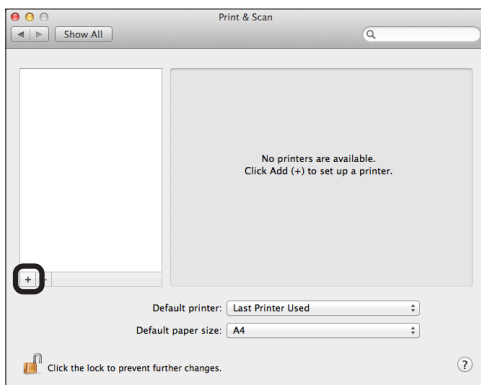 Print & Scan
Show All
No printers are available.
Click Add (+) to set up a printer.
+ −
Default printer: Last Printer Used
Default paper size: A4
Click the lock to prevent further changes.
?